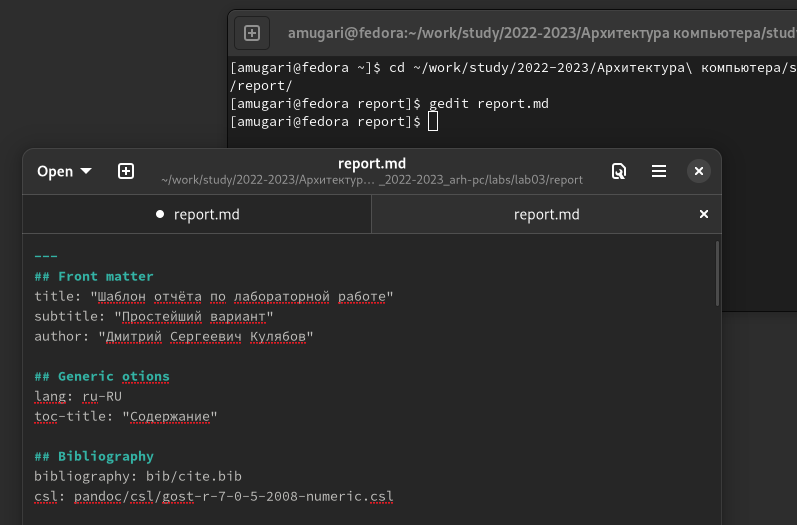 amugari@fedora:~/work/study/2022-2023/Архитектура компьютера/stud
[amugari@fedora ~]$ cd ~/work/study/2022-2023/Архитектура\ компьютера/s
/report/
[amugari@fedora report]$ gedit report.md
[amugari@fedora report]$
Open
report.md
~/work/study/2022-2023/Архитектур… _2022-2023_arh-pc/labs/lab03/report
report.md
report.md
---
## Front matter
title: "Шаблон отчёта по лабораторной работе"
subtitle: "Простейший вариант"
author: "Дмитрий Сергеевич Кулябов"
## Generic otions
lang: ru-RU
toc-title: "Содержание"
## Bibliography
bibliography: bib/cite.bib
csl: pandoc/csl/gost-r-7-0-5-2008-numeric.csl